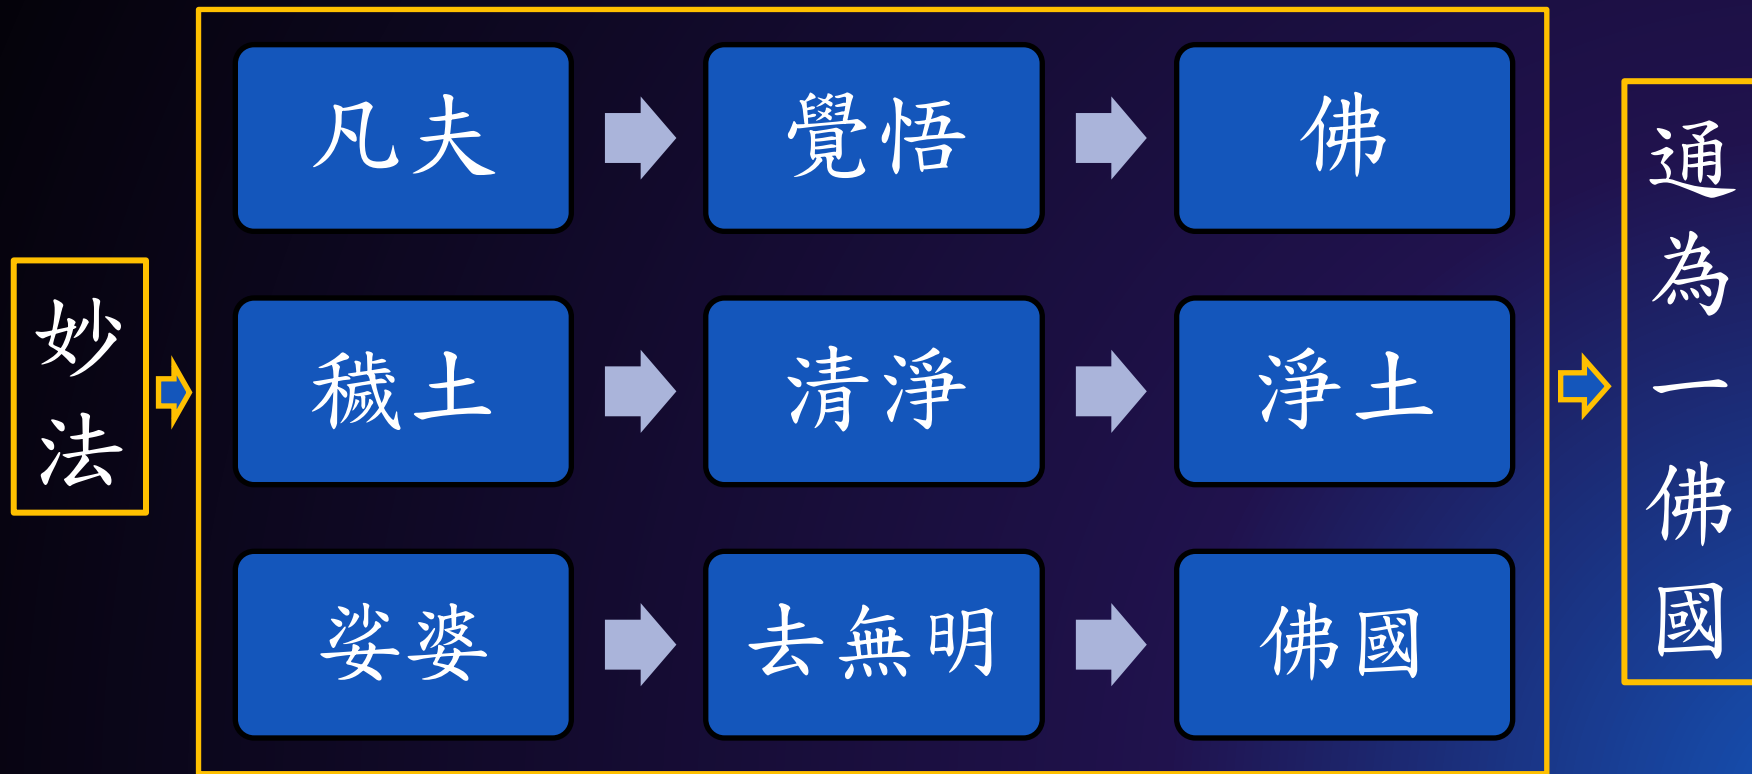 妙法
凡夫
覺悟
佛
穢土
清淨
淨土
娑婆
去無明
佛國
通為一佛國